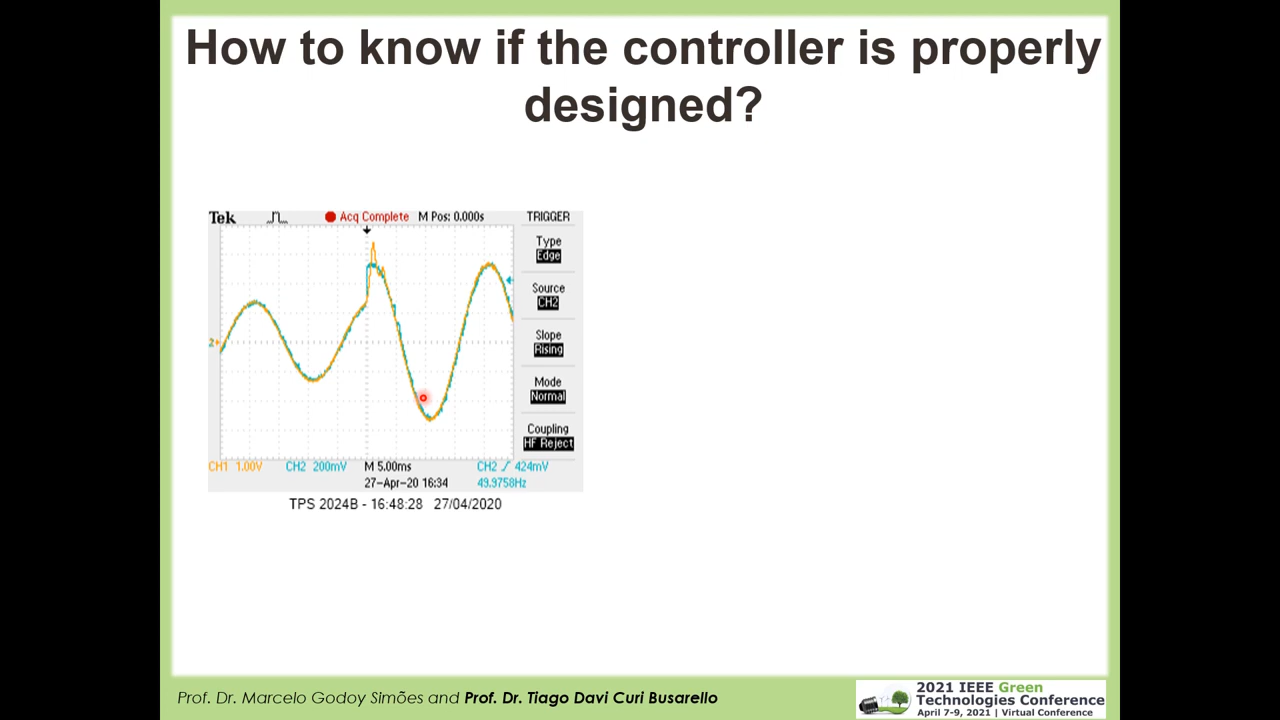 How to know if the controller is properly
designed?
Tek Acq Complete M Pos: 0.000s TRIGGER
Type
Edge
Source
CH2
Slope
Rising
Mode
Normal
Coupling
HF Reject
2
CH1 1.00V CH2 200mV M 5.00ms CH2 424mV
27-Apr-20 16:34 49.9758Hz
TPS 2024B - 16:48:28 27/04/2020
Prof. Dr. Marcelo Godoy Simões and Prof. Dr. Tiago Davi Curi Busarello
2021 IEEE Green
Technologies Conference
April 7-9, 2021 | Virtual Conference